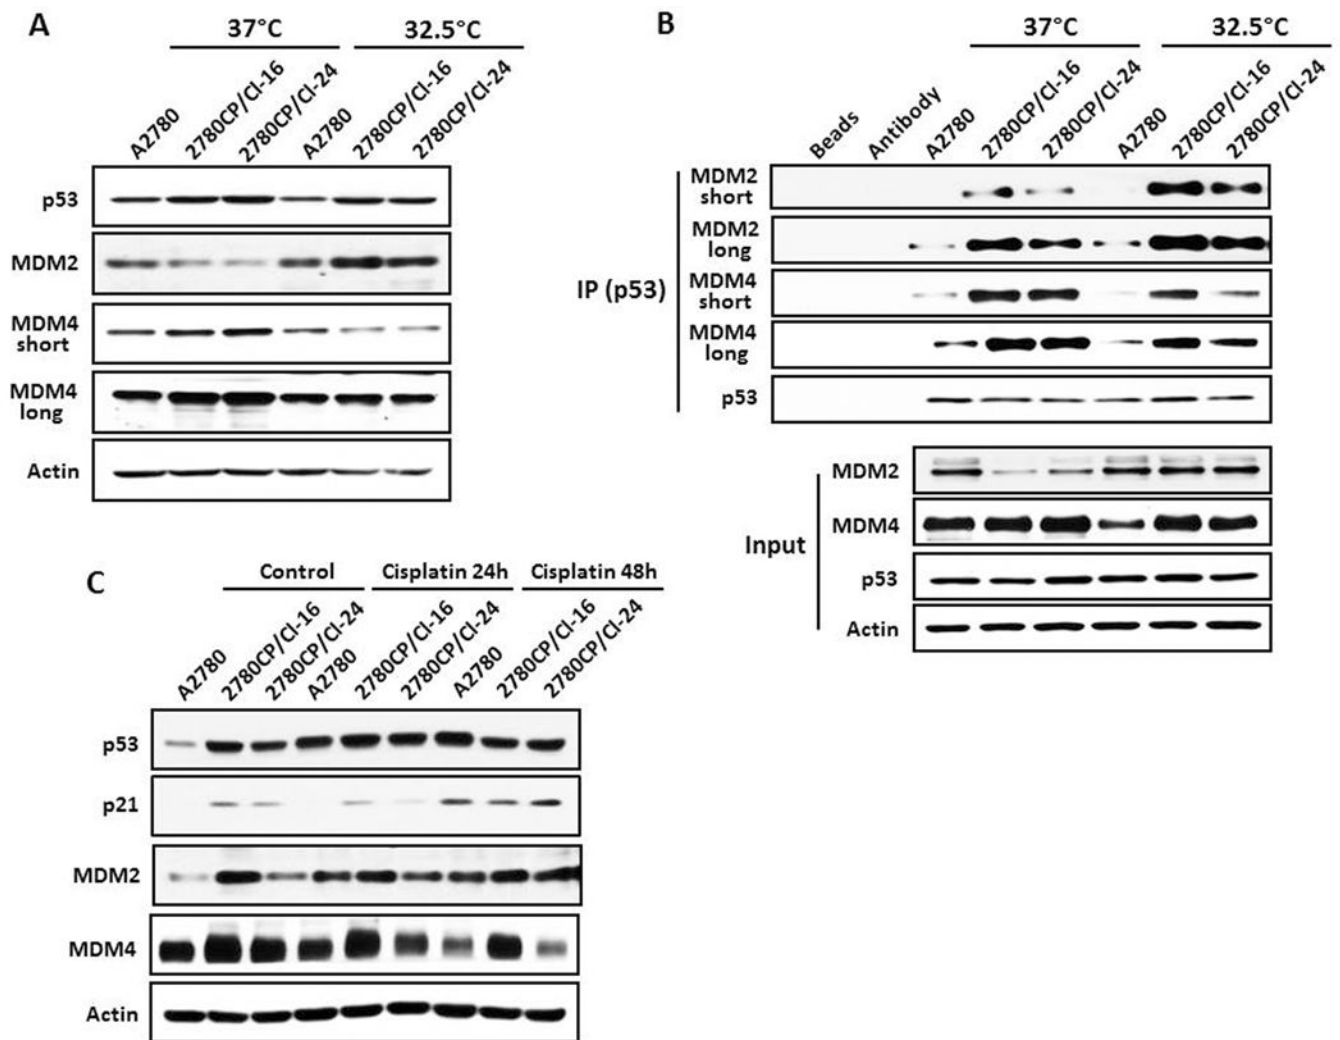 A
37°C
32.5°C
A2780
2780CP/Cl-16
2780CP/Cl-24
A2780
2780CP/Cl-16
2780CP/Cl-24
p53
MDM2
MDM4
short
MDM4
long
Actin
B
37°C
32.5°C
Beads
Antibody
A2780
2780CP/Cl-16
2780CP/Cl-24
A2780
2780CP/Cl-16
2780CP/Cl-24
IP (p53)
MDM2
short
MDM2
long
MDM4
short
MDM4
long
p53
Input
MDM2
MDM4
p53
Actin
C
Control
Cisplatin 24h
Cisplatin 48h
A2780
2780CP/Cl-16
2780CP/Cl-24
A2780
2780CP/Cl-16
2780CP/Cl-24
A2780
2780CP/Cl-16
2780CP/Cl-24
p53
p21
MDM2
MDM4
Actin